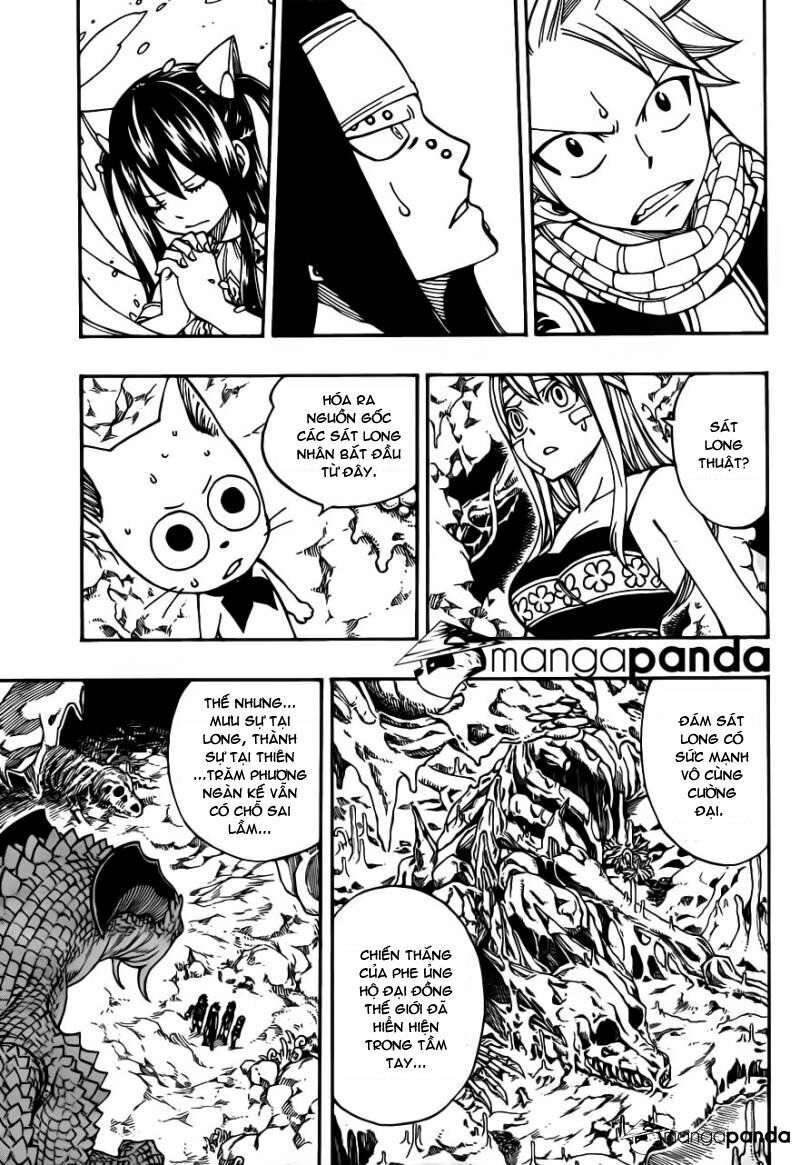 SÁT
LONG
THUẬT?
HÓA RA
NGUỒN GỐC
CÁC SÁT LONG
NHÂN BẮT ĐẦU
TỪ ĐÂY.
mangapanda
ĐÁM SÁT
LONG CÓ
SỨC MẠNH
VÔ CÙNG
CƯỜNG
ĐẠI.
CHIẾN THẮNG
CỦA PHE ỦNG
HỘ ĐẠI ĐỒNG
THẾ GIỚI ĐÃ
HIỂN HIỆN
TRONG TẦM
TAY...
THẾ NHƯNG...
MƯU SỰ TẠI
LONG, THÀNH
SỰ TẠI THIÊN
...TRĂM PHƯƠNG
NGÀN KẾ VẪN
CÓ CHỖ SAI
LẦM...
mangapanda